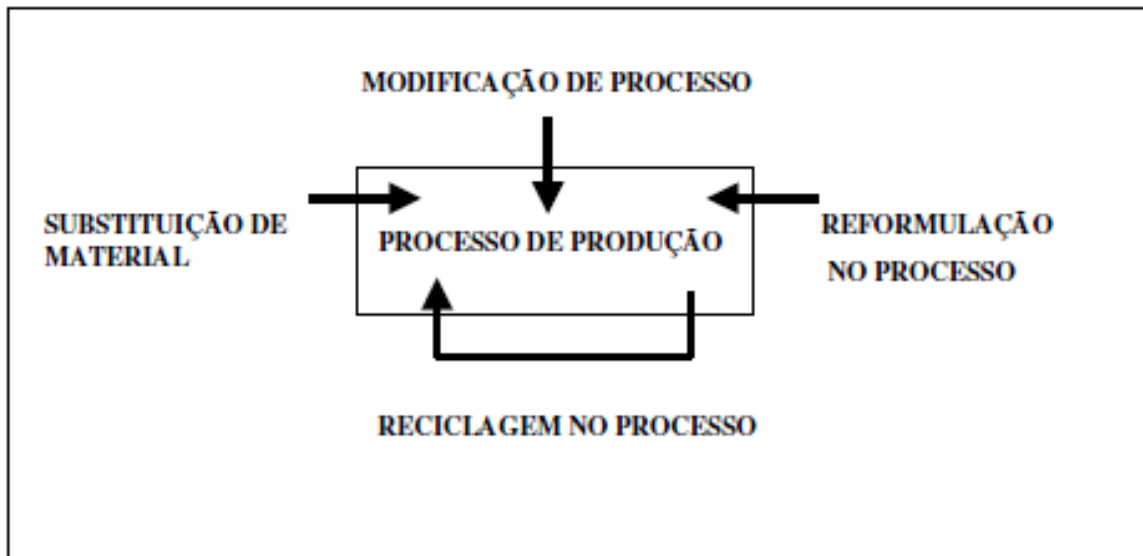 MODIFICAÇÃO DE PROCESSO
SUBSTITUIÇÃO DE
MATERIAL
PROCESSO DE PRODUÇÃO
REFORMULAÇÃO
NO PROCESSO
RECICLAGEM NO PROCESSO